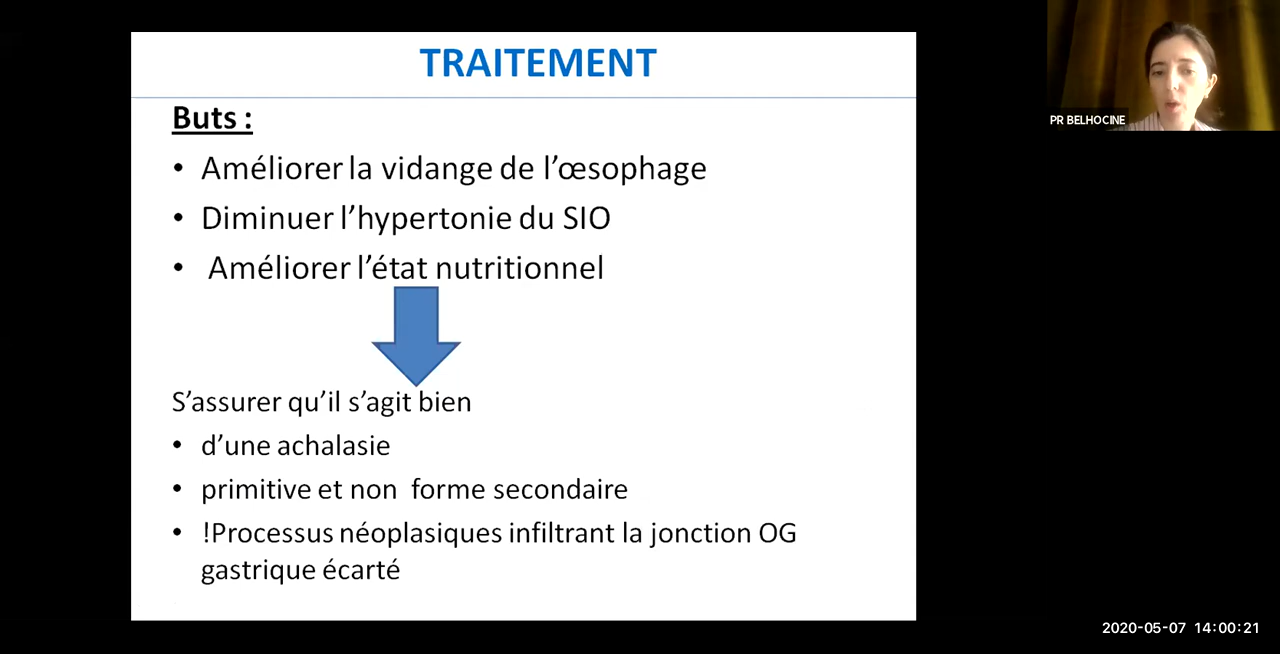 TRAITEMENT
Buts :
• Améliorer la vidange de l’œsophage
• Diminuer l’hypertonie du SIO
• Améliorer l’état nutritionnel
S’assurer qu’il s’agit bien
• d’une achalasie
• primitive et non forme secondaire
• !Processus néoplasiques infiltrant la jonction OG
gastrique écarté
PR BELHOCINE
2020-05-07 14:00:21